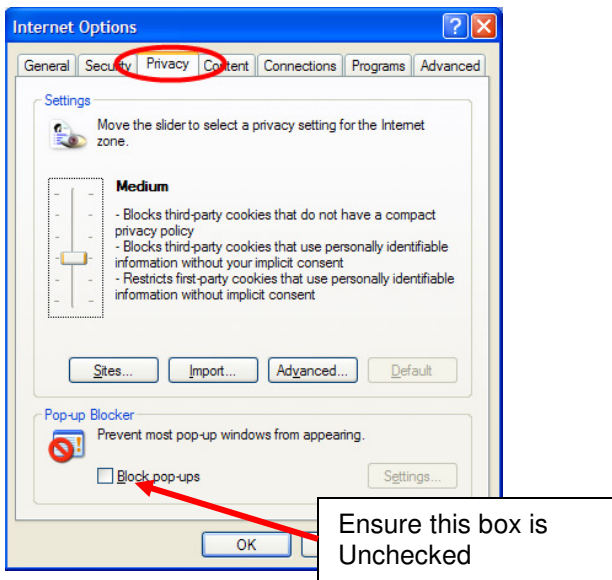 Internet Options
General Security Privacy Content Connections Programs Advanced
Settings
Move the slider to select a privacy setting for the Internet
zone.
Medium
- Blocks third-party cookies that do not have a compact
privacy policy
- Blocks third-party cookies that use personally identifiable
information without your implicit consent
- Restricts first-party cookies that use personally identifiable
information without implicit consent
Sites... Import... Advanced... Default
Pop-up Blocker
Prevent most pop-up windows from appearing.
Block pop-ups Settings...
OK
Ensure this box is
Unchecked